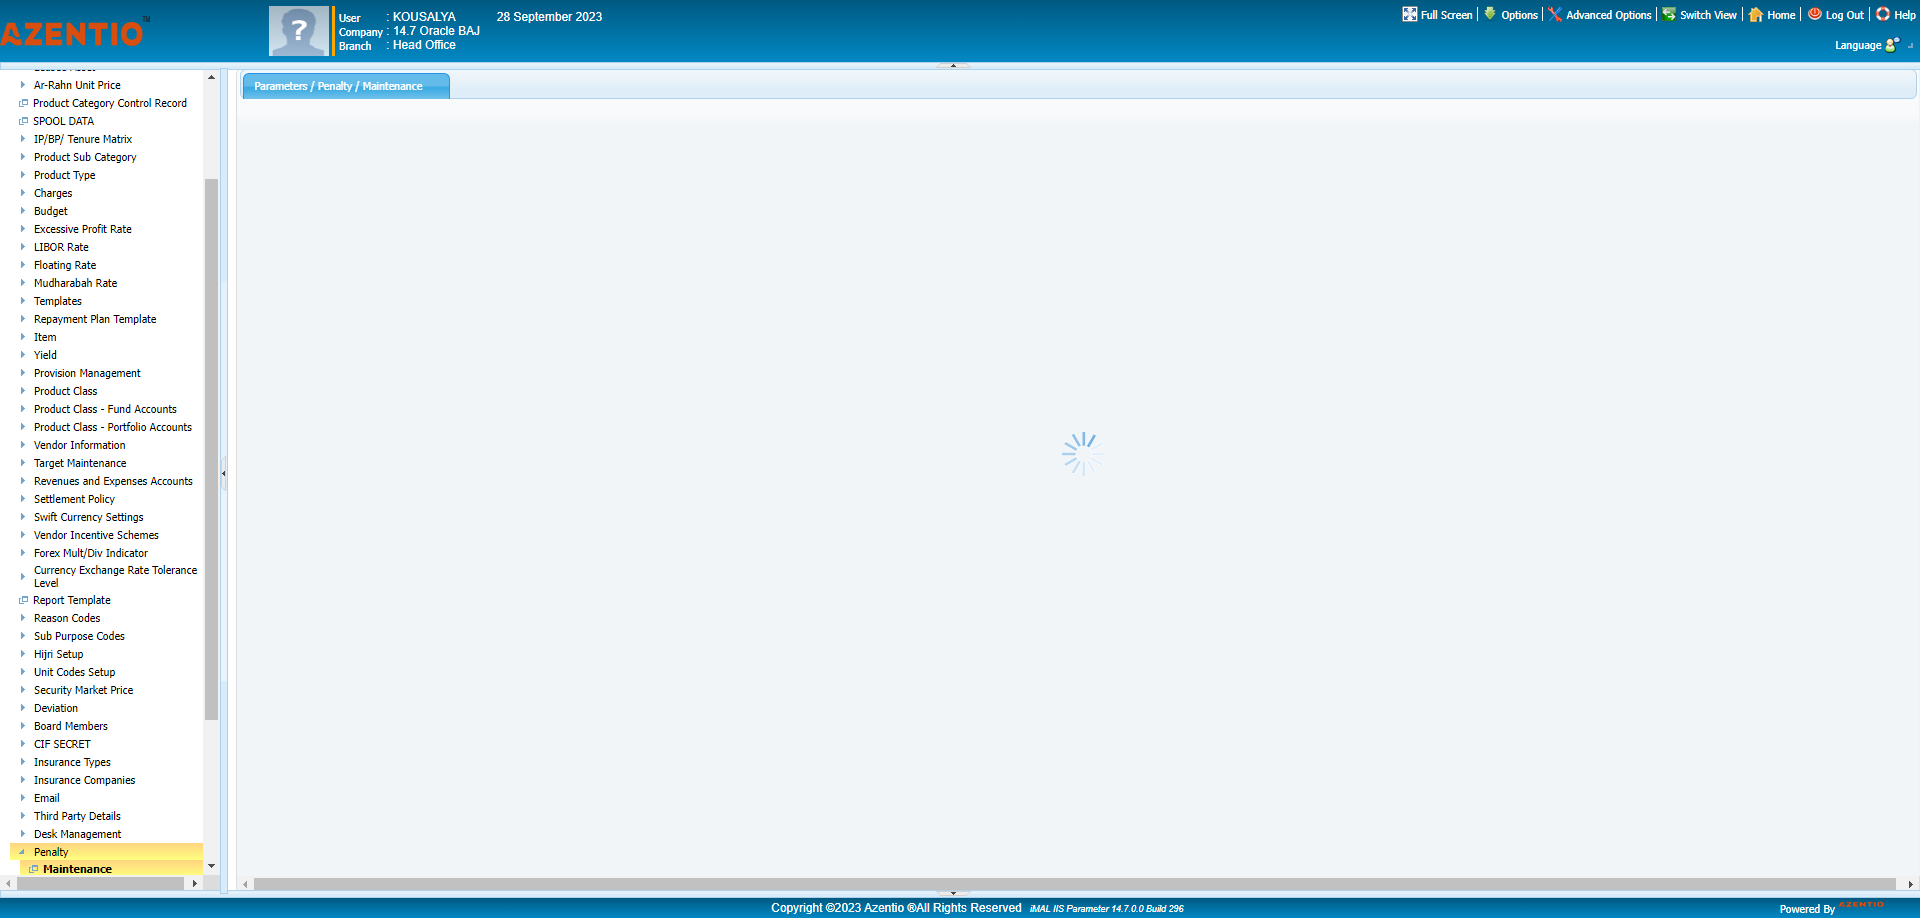 AZENTIO™
User : KOUSALYA 28 September 2023
Company : 14.7 Oracle BAJ
Branch : Head Office
Full Screen Options Advanced Options Switch View Home Log Out Help
Language
Parameters / Penalty / Maintenance
Ar-Rahn Unit Price
Product Category Control Record
SPOOL DATA
IP/BP/ Tenure Matrix
Product Sub Category
Product Type
Charges
Budget
Excessive Profit Rate
LIBOR Rate
Floating Rate
Mudharabah Rate
Templates
Repayment Plan Template
Item
Yield
Provision Management
Product Class
Product Class - Fund Accounts
Product Class - Portfolio Accounts
Vendor Information
Target Maintenance
Revenues and Expenses Accounts
Settlement Policy
Swift Currency Settings
Vendor Incentive Schemes
Forex Mult/Div Indicator
Currency Exchange Rate Tolerance
Level
Report Template
Reason Codes
Sub Purpose Codes
Hijri Setup
Unit Codes Setup
Security Market Price
Deviation
Board Members
CIF SECRET
Insurance Types
Insurance Companies
Email
Third Party Details
Desk Management
Penalty
Maintenance
Copyright ©2023 Azentio ®All Rights Reserved iMAL IIS Parameter 14.7.0.0 Build 296
Powered By AZENTIO